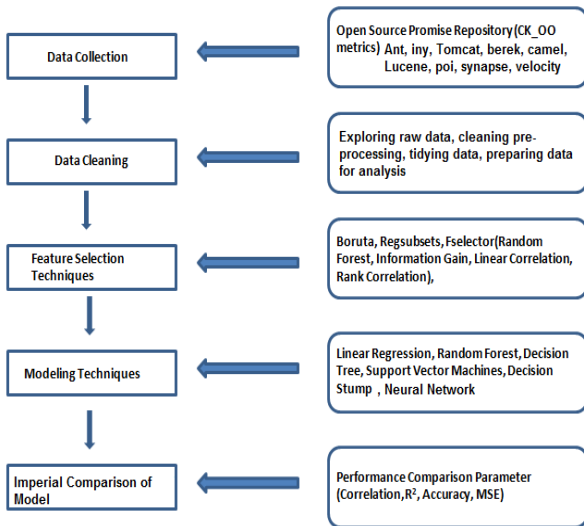 Data Collection
Open Source Promise Repository(CK_OO
metrics) Ant, iny, Tomcat, berek, camel,
Lucene, poi, synapse, velocity
Data Cleaning
Exploring raw data, cleaning pre-
processing, tidying data, preparing data
for analysis
Feature Selection
Techniques
Boruta, Regsubsets, Fselector(Random
Forest, Information Gain, Linear Correlation,
Rank Correlation),
Modeling Techniques
Linear Regression, Random Forest, Decision
Tree, Support Vector Machines, Decision
Stump , Neural Network
Imperial Comparison of
Model
Performance Comparison Parameter
(Correlation,R², Accuracy, MSE)